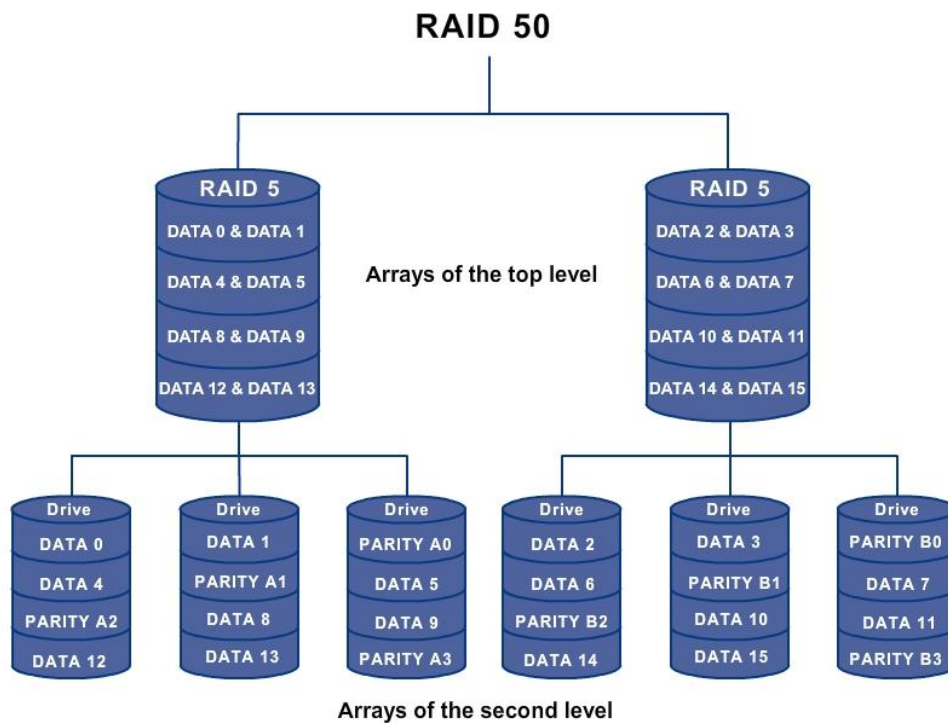 RAID 50
RAID 5
DATA 0 & DATA 1
DATA 4 & DATA 5
DATA 8 & DATA 9
DATA 12 & DATA 13
Arrays of the top level
RAID 5
DATA 2 & DATA 3
DATA 6 & DATA 7
DATA 10 & DATA 11
DATA 14 & DATA 15
Drive
DATA 0
DATA 4
PARITY A2
DATA 12
Drive
DATA 1
PARITY A1
DATA 8
DATA 13
Drive
PARITY A0
DATA 5
DATA 9
PARITY A3
Drive
DATA 2
DATA 6
PARITY B2
DATA 14
Drive
DATA 3
PARITY B1
DATA 10
DATA 15
Drive
PARITY B0
DATA 7
DATA 11
PARITY B3
Arrays of the second level